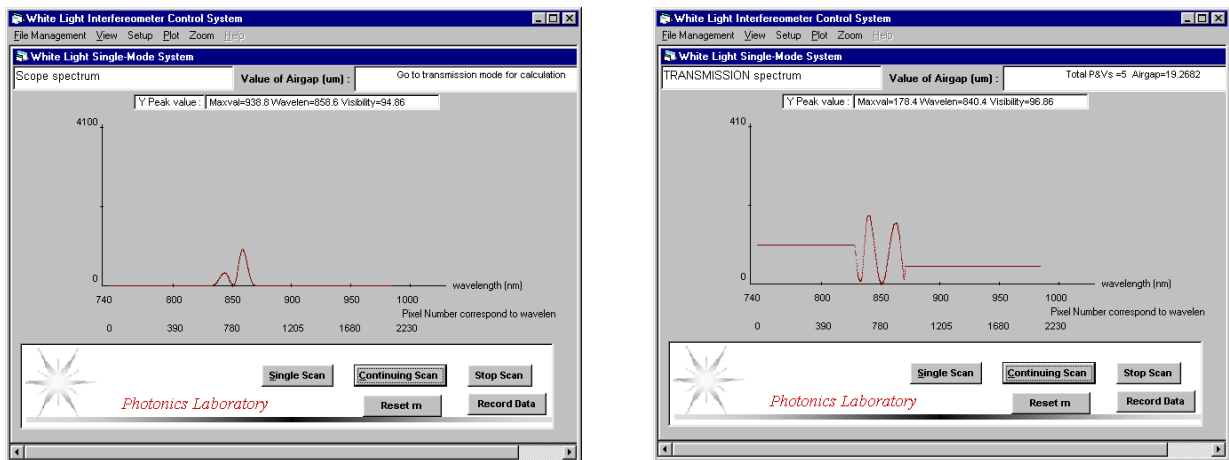 White Light Interfereometer Control System
File Management View Setup Plot Zoom Help
White Light Single-Mode System
Scope spectrum
Value of Airgap (um) :
Go to transmission mode for calculation
Y Peak value : Maxval=938.8 Wavelen=858.6 Visibility=94.86
4100
0
wavelength (nm)
740 800 850 900 950 1000
Pixel Number correspond to wavelen
0 390 780 1205 1680 2230
Single Scan Continuing Scan Stop Scan
Photonics Laboratory
Reset m Record Data
White Light Interfereometer Control System
File Management View Setup Plot Zoom Help
White Light Single-Mode System
TRANSMISSION spectrum
Value of Airgap (um) :
Total P&Vs =5 Airgap=19.2682
Y Peak value : Maxval=178.4 Wavelen=840.4 Visibility=96.86
410
0
wavelength (nm)
740 800 850 900 950 1000
Pixel Number correspond to wavelen
0 390 780 1205 1680 2230
Single Scan Continuing Scan Stop Scan
Photonics Laboratory
Reset m Record Data